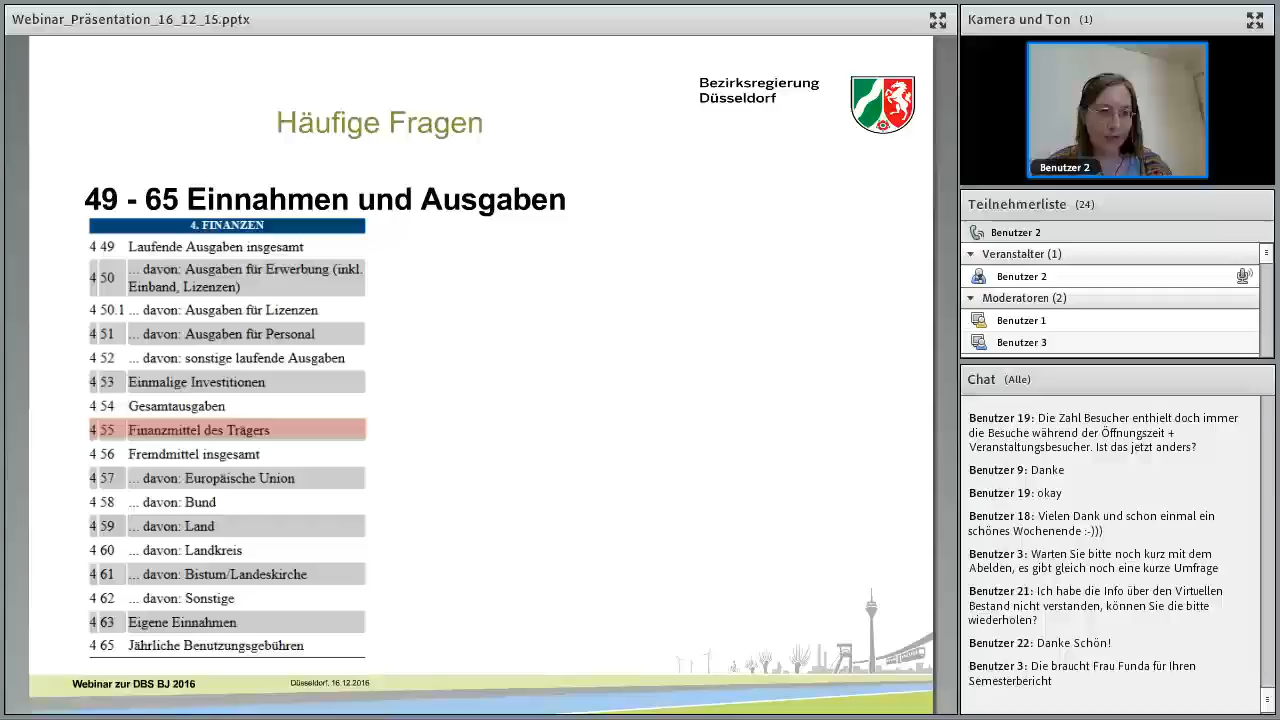 Webinar_Präsentation_16_12_15.pptx
Bezirksregierung
Düsseldorf
Häufige Fragen
49 - 65 Einnahmen und Ausgaben
4. FINANZEN
4 49 Laufende Ausgaben insgesamt
4 50 ... davon: Ausgaben für Erwerbung (inkl.
Einband, Lizenzen)
4 50.1 ... davon: Ausgaben für Lizenzen
4 51 ... davon: Ausgaben für Personal
4 52 ... davon: sonstige laufende Ausgaben
4 53 Einmalige Investitionen
4 54 Gesamtausgaben
4 55 Finanzmittel des Trägers
4 56 Fremdmittel insgesamt
4 57 ... davon: Europäische Union
4 58 ... davon: Bund
4 59 ... davon: Land
4 60 ... davon: Landkreis
4 61 ... davon: Bistum/Landeskirche
4 62 ... davon: Sonstige
4 63 Eigene Einnahmen
4 65 Jährliche Benutzungsgebühren
Webinar zur DBS BJ 2016
Düsseldorf, 16.12.2016
Kamera und Ton (1)
Benutzer 2
Teilnehmerliste (24)
Benutzer 2
Veranstalter (1)
Benutzer 2
Moderatoren (2)
Benutzer 1
Benutzer 3
Chat (Alle)
Benutzer 19: Die Zahl Besucher enthielt doch immer
die Besuche während der Öffnungszeit +
Veranstaltungsbesucher. Ist das jetzt anders?
Benutzer 9: Danke
Benutzer 19: okay
Benutzer 18: Vielen Dank und schon einmal ein
schönes Wochenende :-)))
Benutzer 3: Warten Sie bitte noch kurz mit dem
Abelden, es gibt gleich noch eine kurze Umfrage
Benutzer 21: Ich habe die Info über den Virtuellen
Bestand nicht verstanden, können Sie die bitte
wiederholen?
Benutzer 22: Danke Schön!
Benutzer 3: Die braucht Frau Funda für Ihren
Semesterbericht